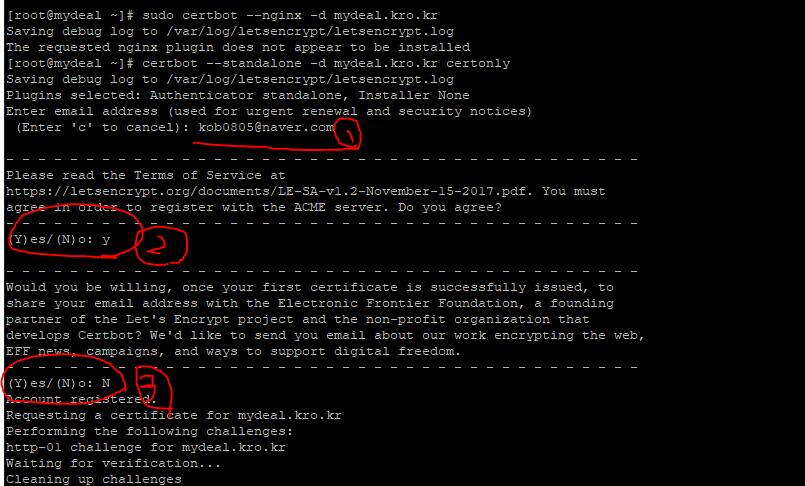 [root@mydeal ~]# sudo certbot --nginx -d mydeal.kro.kr
Saving debug log to /var/log/letsencrypt/letsencrypt.log
The requested nginx plugin does not appear to be installed
[root@mydeal ~]# certbot --standalone -d mydeal.kro.kr certonly
Saving debug log to /var/log/letsencrypt/letsencrypt.log
Plugins selected: Authenticator standalone, Installer None
Enter email address (used for urgent renewal and security notices)
(Enter 'c' to cancel): kob0805@naver.com 1
- - - - - - - - - - - - - - - - - - - - - - - - - - - - - - - - - - - - - - - -
Please read the Terms of Service at
https://letsencrypt.org/documents/LE-SA-v1.2-November-15-2017.pdf. You must
agree in order to register with the ACME server. Do you agree?
- - - - - - - - - - - - - - - - - - - - - - - - - - - - - - - - - - - - - - - -
(Y)es/(N)o: y 2
- - - - - - - - - - - - - - - - - - - - - - - - - - - - - - - - - - - - - - - -
Would you be willing, once your first certificate is successfully issued, to
share your email address with the Electronic Frontier Foundation, a founding
partner of the Let's Encrypt project and the non-profit organization that
develops Certbot? We'd like to send you email about our work encrypting the web,
EFF news, campaigns, and ways to support digital freedom.
- - - - - - - - - - - - - - - - - - - - - - - - - - - - - - - - - - - - - - - -
(Y)es/(N)o: N 3
Account registered.
Requesting a certificate for mydeal.kro.kr
Performing the following challenges:
http-01 challenge for mydeal.kro.kr
Waiting for verification...
Cleaning up challenges